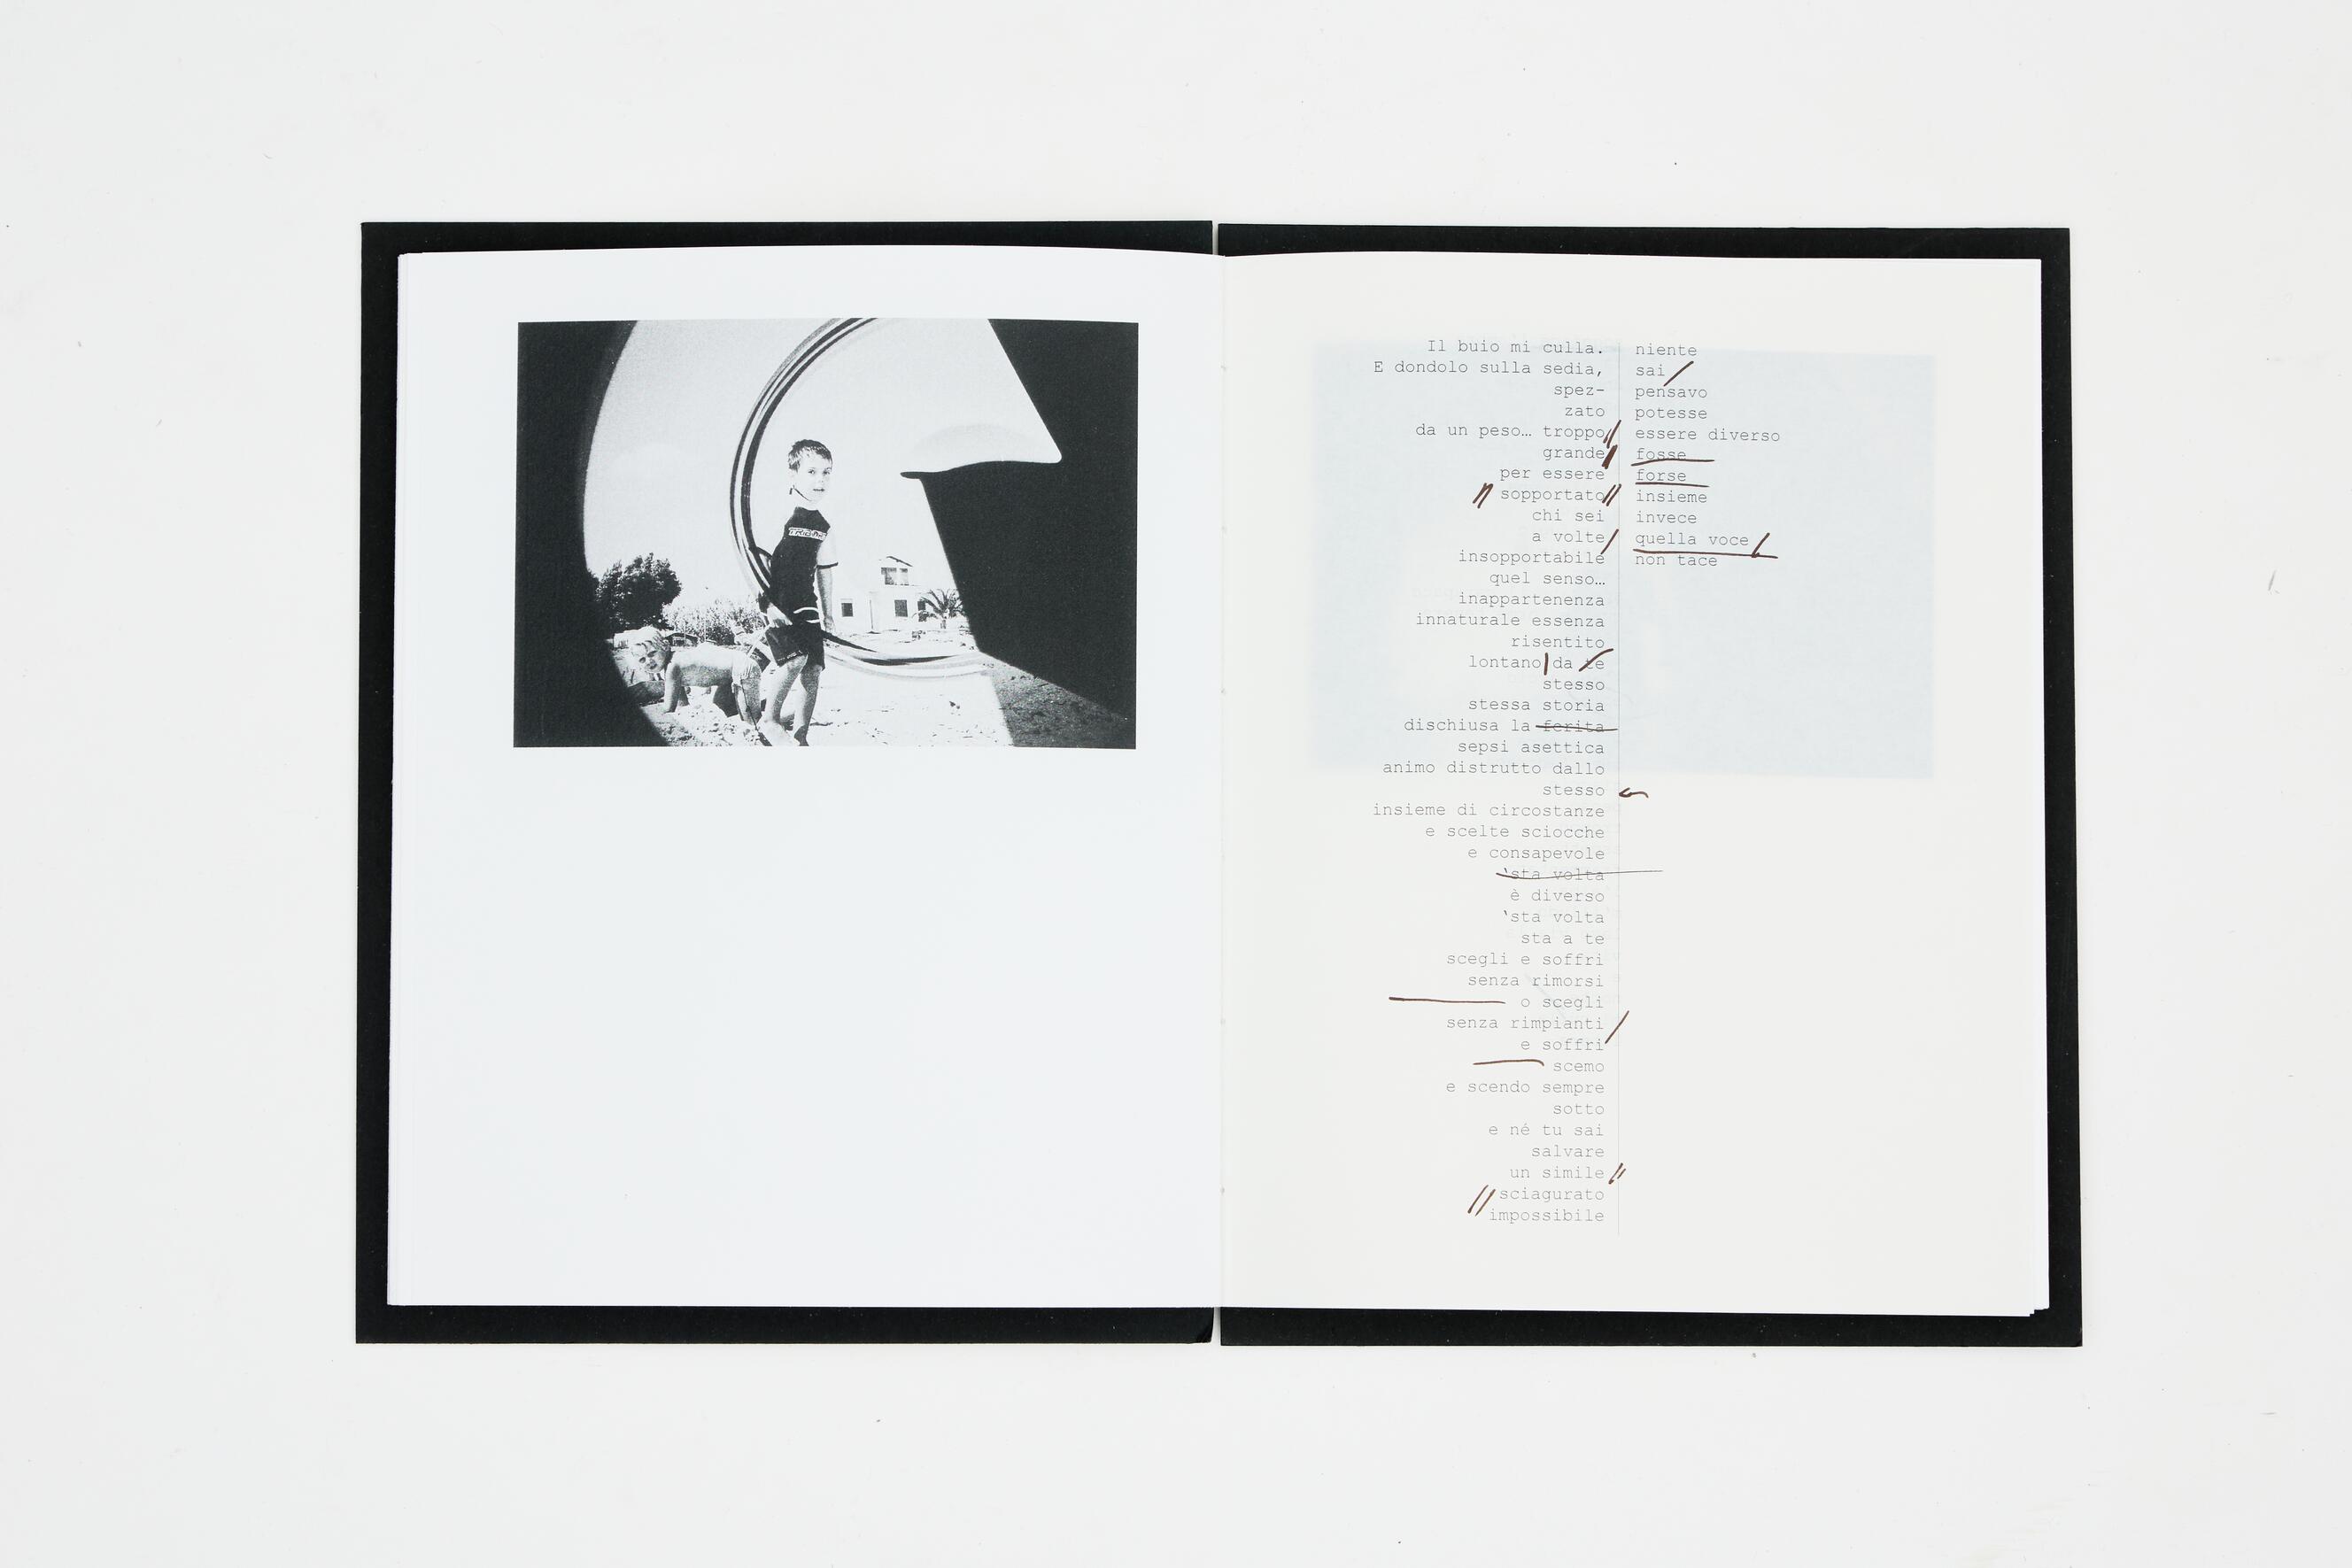 Il buio mi culla.
E dondolo sulla sedia,
spez-
zato
da un peso… troppo
grande
per essere
sopportato
chi sei
a volte
insopportabile
quel senso…
inappartenenza
innaturale essenza
risentito
lontano da te
stesso
stessa storia
dischiusa la ferita
sepsi asettica
animo distrutto dallo
stesso
insieme di circostanze
e scelte sciocche
e consapevole
'sta volta
è diverso
'sta volta
sta a te
scegli e soffri
senza rimorsi
o scegli
senza rimpianti
e soffri
scemo
e scendo sempre
sotto
e né tu sai
salvare
un simile
sciagurato
impossibile
niente
sai
pensavo
potesse
essere diverso
fosse
forse
insieme
invece
quella voce
non tace